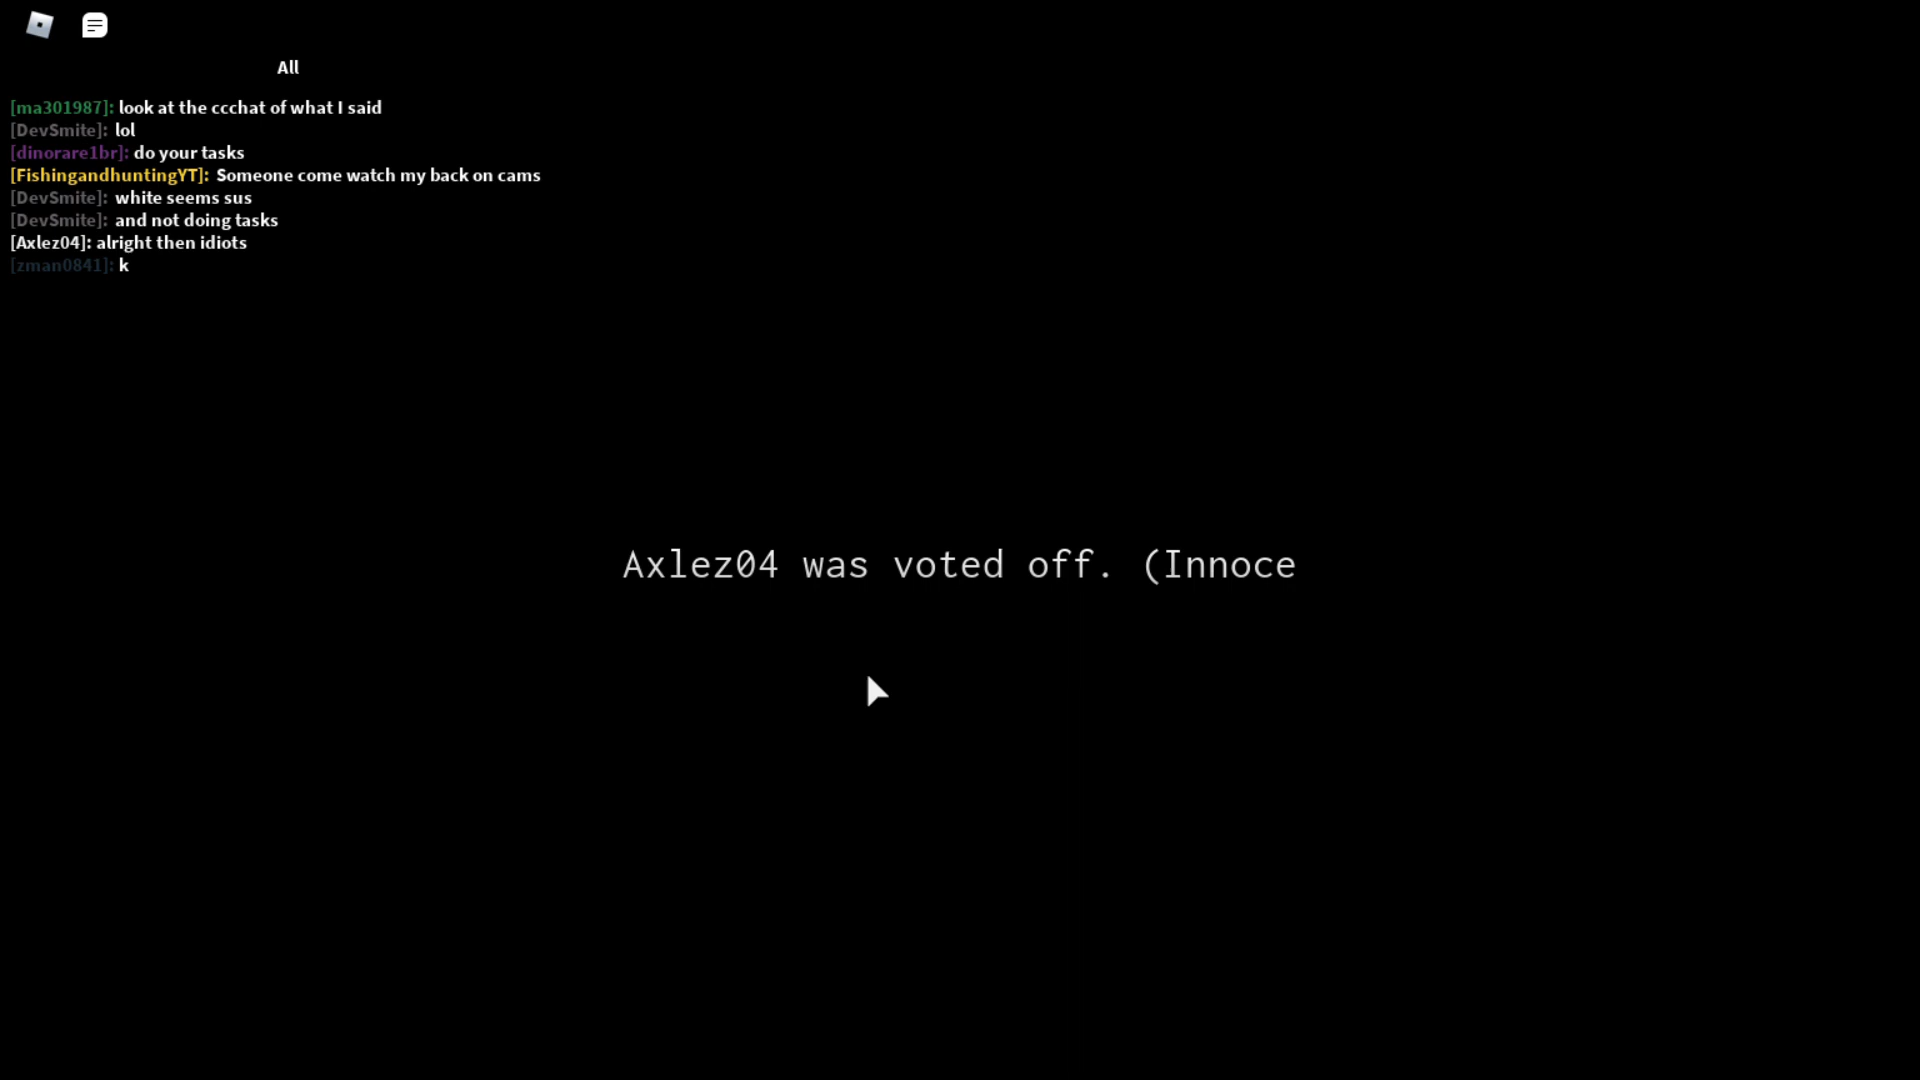 All
[ma301987]: look at the ccchat of what I said
[DevSmite]: lol
[dinorare1br]: do your tasks
[FishingandhuntingYT]: Someone come watch my back on cams
[DevSmite]: white seems sus
[DevSmite]: and not doing tasks
[Axlez04]: alright then idiots
[zman0841]: k
Axlez04 was voted off. (Innoce